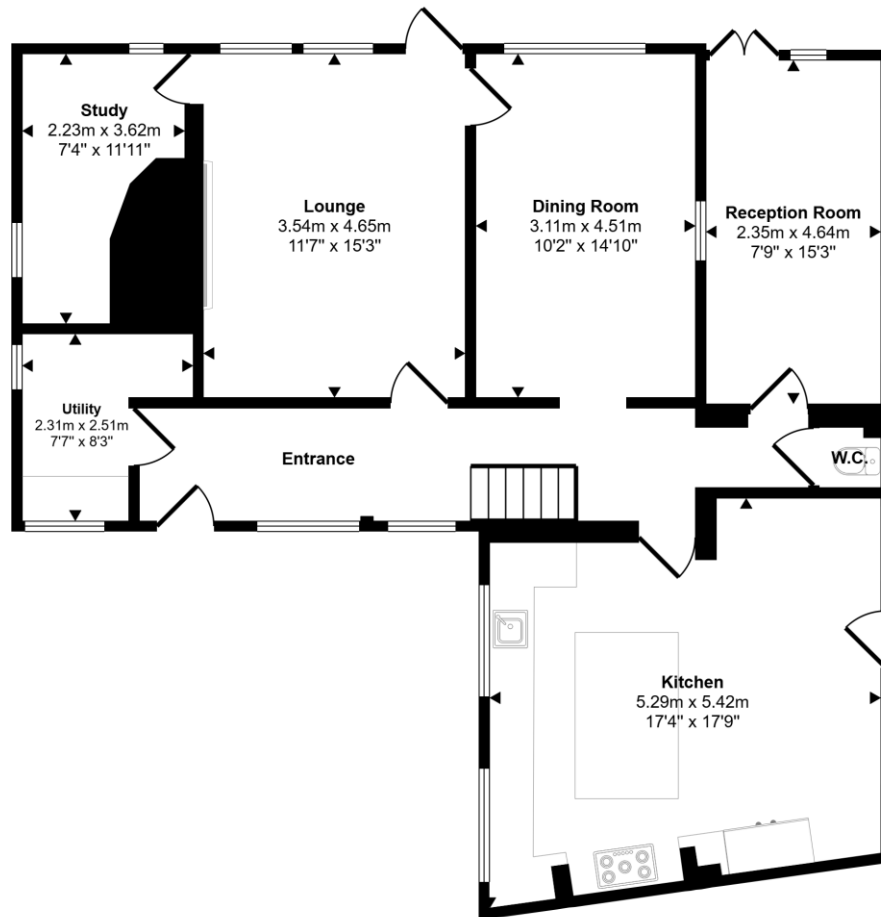 Study
2.23m x 3.62m
7'4" x 11'11"
Lounge
3.54m x 4.65m
11'7" x 15'3"
Dining Room
3.11m x 4.51m
10'2" x 14'10"
Reception Room
2.35m x 4.64m
7'9" x 15'3"
Utility
2.31m x 2.51m
7'7" x 8'3"
Entrance
W.C.
Kitchen
5.29m x 5.42m
17'4" x 17'9"